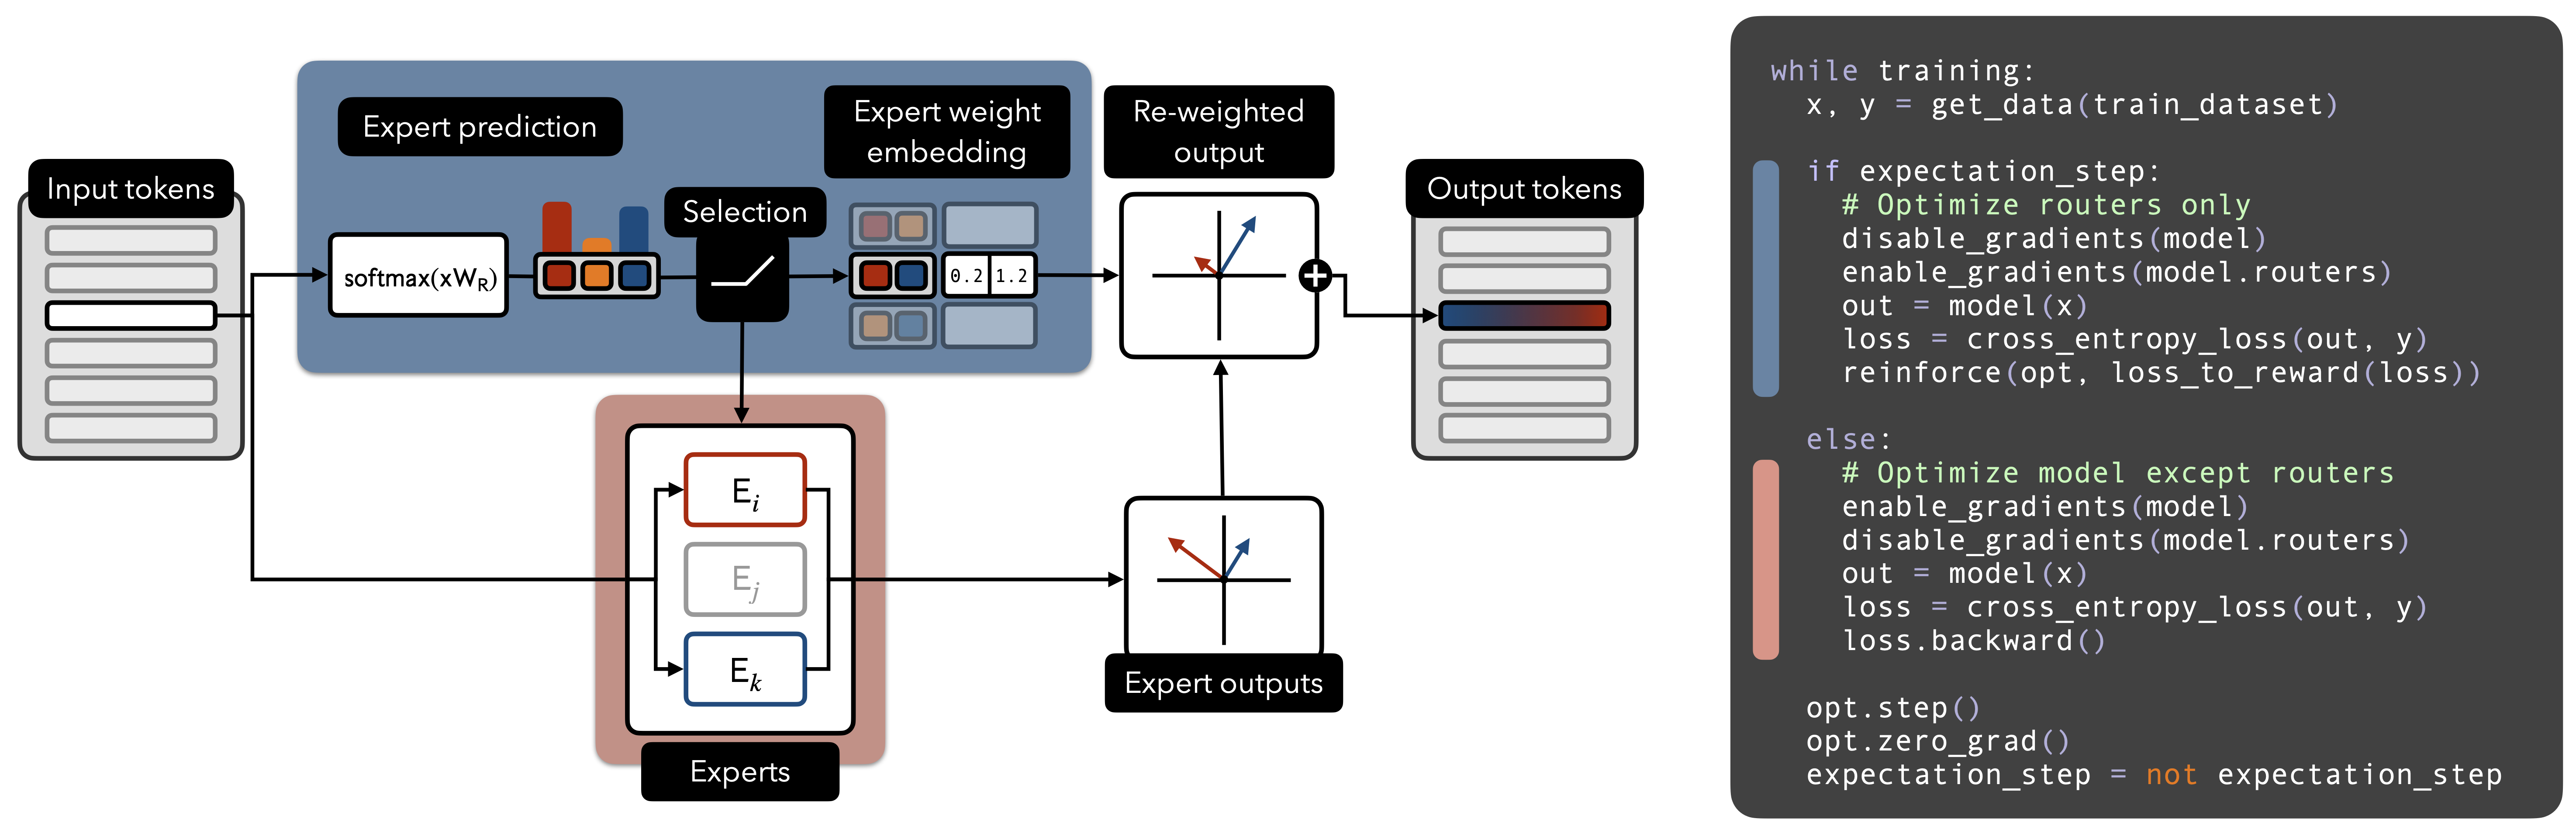 Input tokens
Expert prediction
softmax(xW_R)
Selection
Expert weight
embedding
0.2 1.2
Re-weighted
output
Output tokens
E_i
E_j
E_k
Experts
Expert outputs
while training:
x, y = get_data(train_dataset)
if expectation_step:
# Optimize routers only
disable_gradients(model)
enable_gradients(model.routers)
out = model(x)
loss = cross_entropy_loss(out, y)
reinforce(opt, loss_to_reward(loss))
else:
# Optimize model except routers
enable_gradients(model)
disable_gradients(model.routers)
out = model(x)
loss = cross_entropy_loss(out, y)
loss.backward()
opt.step()
opt.zero_grad()
expectation_step = not expectation_step